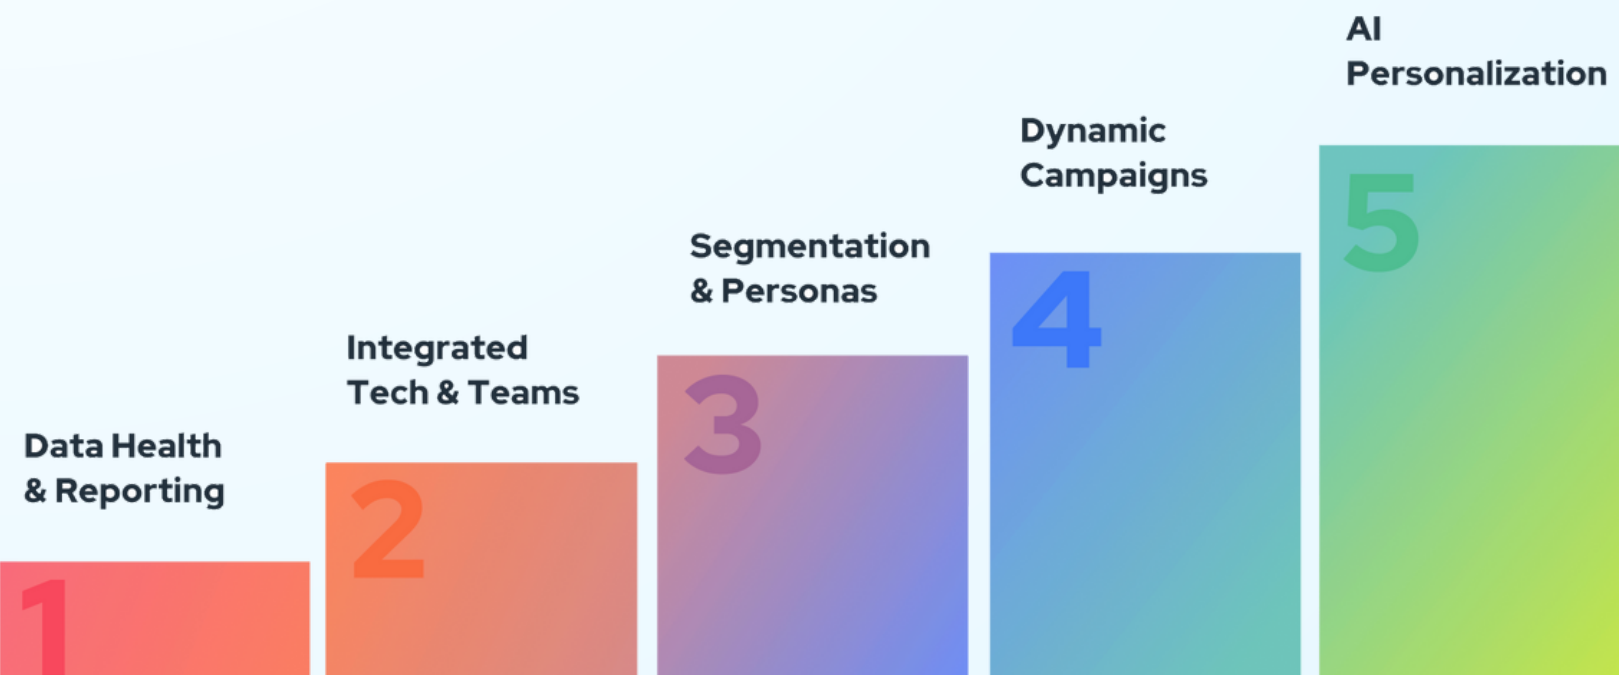 Data Health
& Reporting
1
Integrated
Tech & Teams
2
Segmentation
& Personas
3
Dynamic
Campaigns
4
AI
Personalization
5